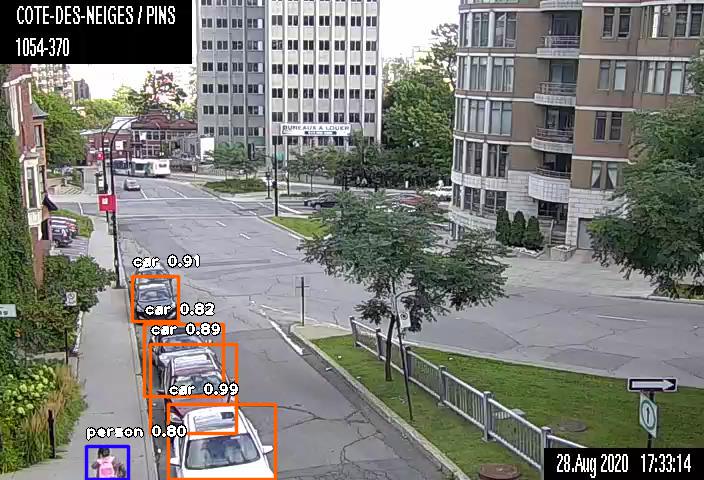 COTE-DES-NEIGES / PINS
1054-370
BUREAUX A LOUER
car 0.91
car 0.82
car 0.89
car 0.99
person 0.80
1
28.Aug 2020 17:33:14